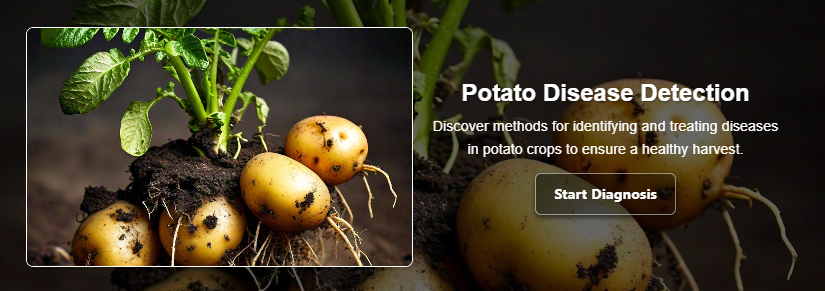 Potato Disease Detection
Discover methods for identifying and treating diseases
in potato crops to ensure a healthy harvest.
Start Diagnosis